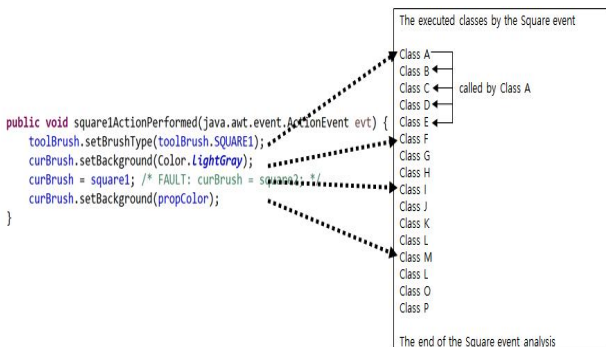 The executed classes by the Square event
Class A
Class B
Class C called by Class A
Class D
Class E
Class F
Class G
Class H
Class I
Class J
Class K
Class L
Class M
Class L
Class O
Class P
The end of the Square event analysis
public void square1ActionPerformed(java.awt.event.ActionEvent evt) {
toolBrush.setBrushType(toolBrush.SQUARE1);
curBrush.setBackground(Color.LightGray);
curBrush = square1; /* FAULT: curBrush = square2; */
curBrush.setBackground(propColor);
}